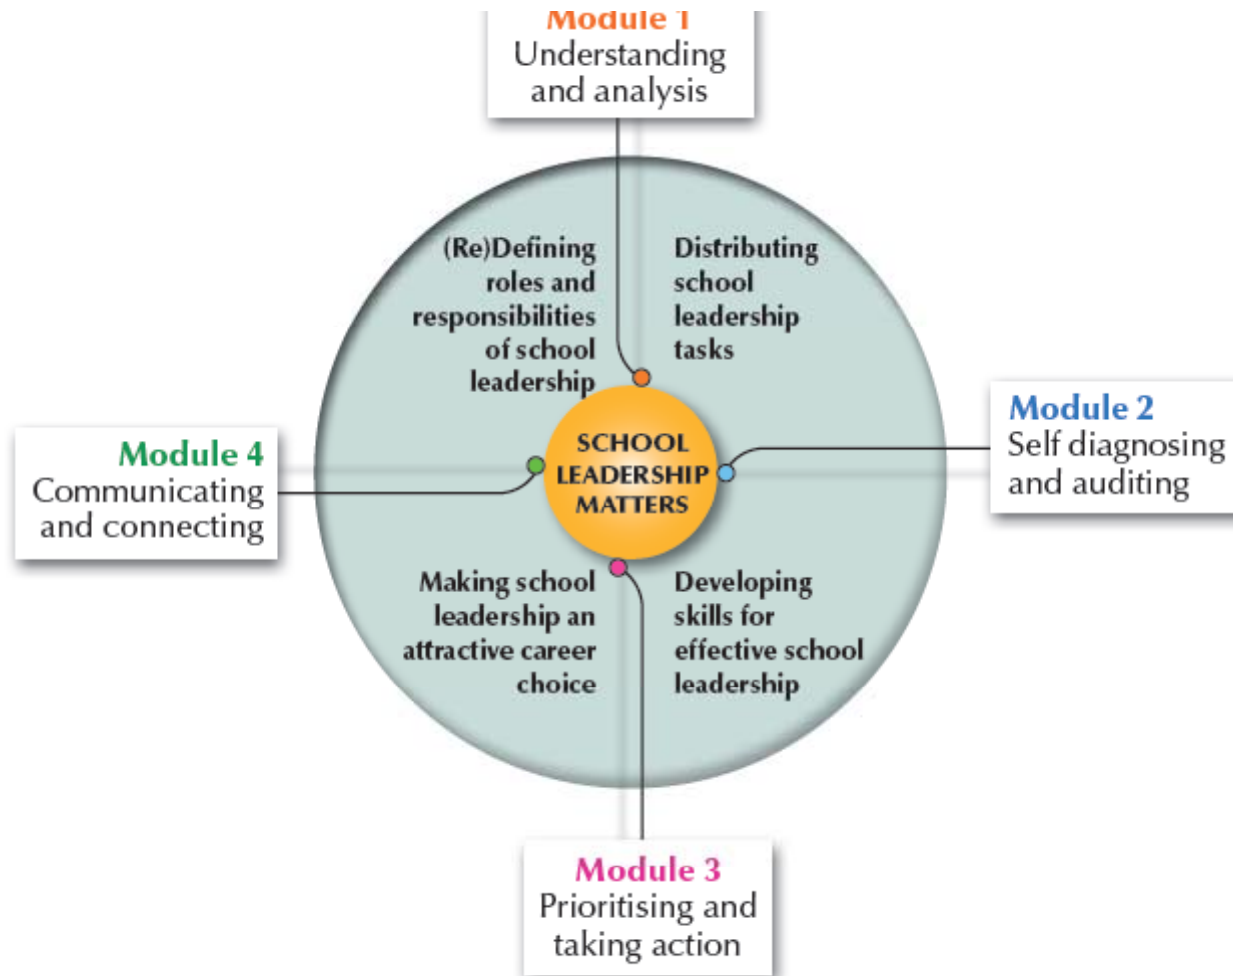 Module 1
Understanding
and analysis
(Re)Defining
roles and
responsibilities
of school
leadership
Distributing
school
leadership
tasks
Module 2
Self diagnosing
and auditing
Module 4
Communicating
and connecting
SCHOOL
LEADERSHIP
MATTERS
Making school
leadership an
attractive career
choice
Developing
skills for
effective school
leadership
Module 3
Prioritising and
taking action